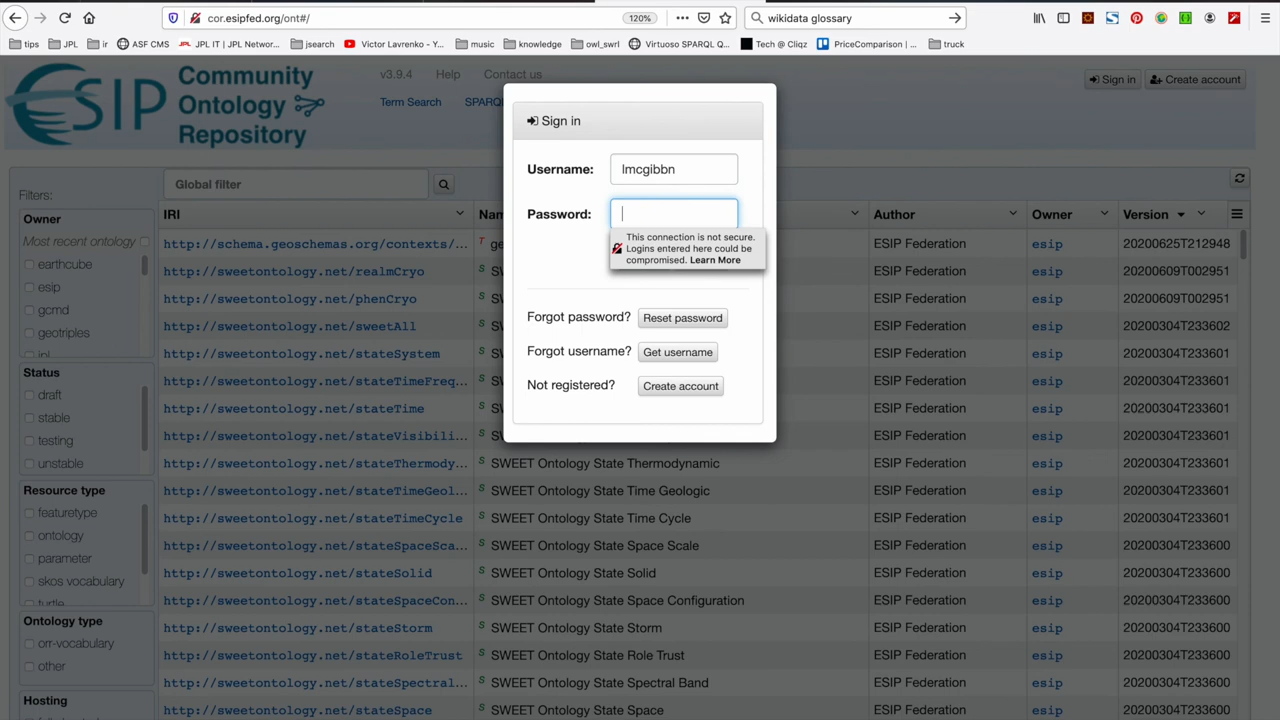 cor.esipfed.org/ont#/ 120% wikidata glossary
tips JPL ir ASF CMS JPL IT | JPL Network... jsearch Victor Lavrenko - Y... music knowledge owl_swrl Virtuoso SPARQL Q... Tech @ Cliqz PriceComparison | ... truck
ESIP Community Ontology Repository
v3.9.4 Help Contact us
Sign in Create account
Term Search SPARQ
Sign in
Username: lmcgibbn
Password:
This connection is not secure.
Logins entered here could be
compromised. Learn More
Forgot password? Reset password
Forgot username? Get username
Not registered? Create account
Filters:
Owner
Most recent ontology
earthcube
esip
gcmd
geotriples
jpl
Status
draft
stable
testing
unstable
Resource type
featuretype
ontology
parameter
skos vocabulary
turtle
Ontology type
orr-vocabulary
other
Hosting
Global filter
IRI Nam Author Owner Version
http://schema.geoschemas.org/contexts/... T ge ESIP Federation esip 20200625T212948
http://sweetontology.net/realmCryo S SW ESIP Federation esip 20200609T002951
http://sweetontology.net/phenCryo S SW ESIP Federation esip 20200609T002951
http://sweetontology.net/sweetAll S SW ESIP Federation esip 20200304T233602
http://sweetontology.net/stateSystem S SW ESIP Federation esip 20200304T233601
http://sweetontology.net/stateTimeFreq... S SW ESIP Federation esip 20200304T233601
http://sweetontology.net/stateTime S SW ESIP Federation esip 20200304T233601
http://sweetontology.net/stateVisibili... S SW ESIP Federation esip 20200304T233601
http://sweetontology.net/stateThermody... S SWEET Ontology State Thermodynamic ESIP Federation esip 20200304T233601
http://sweetontology.net/stateTimeGeol... S SWEET Ontology State Time Geologic ESIP Federation esip 20200304T233601
http://sweetontology.net/stateTimeCycle S SWEET Ontology State Time Cycle ESIP Federation esip 20200304T233601
http://sweetontology.net/stateSpaceSca... S SWEET Ontology State Space Scale ESIP Federation esip 20200304T233600
http://sweetontology.net/stateSolid S SWEET Ontology State Solid ESIP Federation esip 20200304T233600
http://sweetontology.net/stateSpaceCon... S SWEET Ontology State Space Configuration ESIP Federation esip 20200304T233600
http://sweetontology.net/stateStorm S SWEET Ontology State Storm ESIP Federation esip 20200304T233600
http://sweetontology.net/stateRoleTrust S SWEET Ontology State Role Trust ESIP Federation esip 20200304T233600
http://sweetontology.net/stateSpectral... S SWEET Ontology State Spectral Band ESIP Federation esip 20200304T233600
http://sweetontology.net/stateSpace S SWEET Ontology State Space ESIP Federation esip 20200304T233600